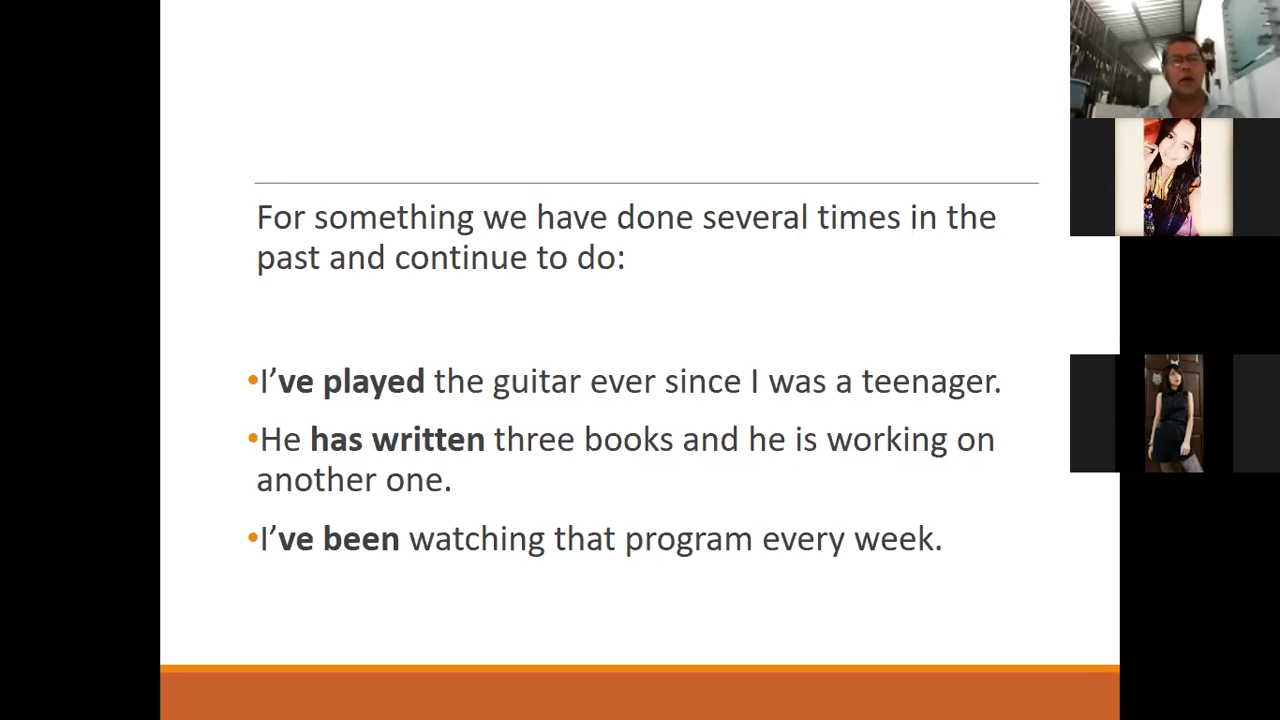 For something we have done several times in the
past and continue to do:
•I’ve played the guitar ever since I was a teenager.
•He has written three books and he is working on
another one.
•I’ve been watching that program every week.